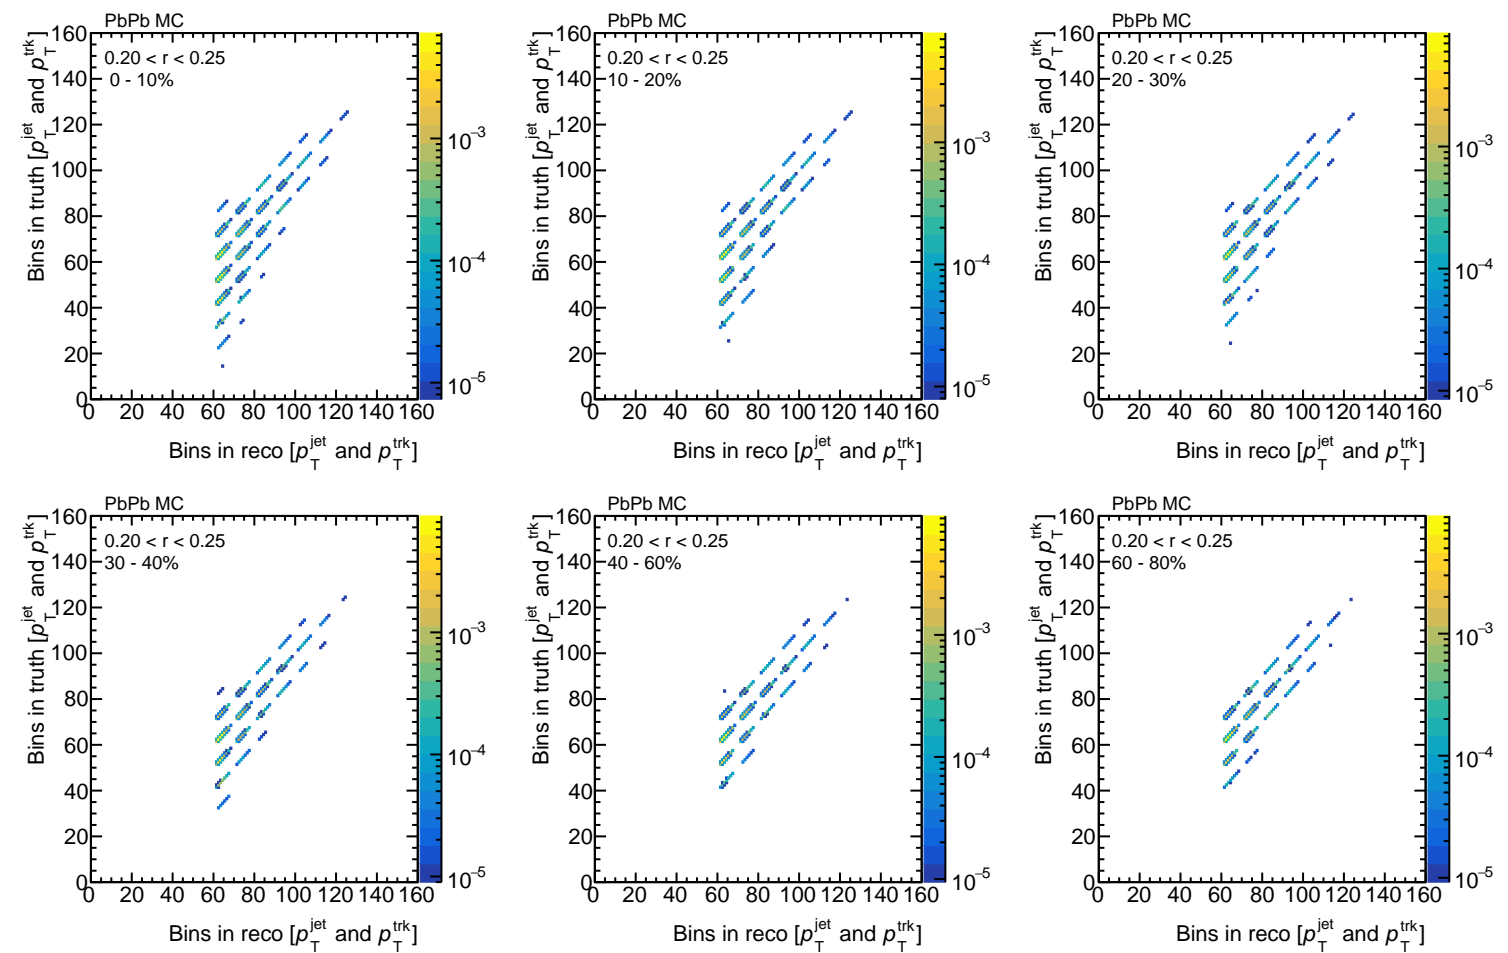 PbPb MC
0.20 < r < 0.25
0 - 10%
Bins in truth [p_T^jet and p_T^trk]
160
140
120
100
80
60
40
20
0
0 20 40 60 80 100 120 140 160
10^−3
10^−4
10^−5
Bins in reco [p_T^jet and p_T^trk]
PbPb MC
0.20 < r < 0.25
10 - 20%
Bins in truth [p_T^jet and p_T^trk]
160
140
120
100
80
60
40
20
0
0 20 40 60 80 100 120 140 160
10^−3
10^−4
10^−5
Bins in reco [p_T^jet and p_T^trk]
PbPb MC
0.20 < r < 0.25
20 - 30%
Bins in truth [p_T^jet and p_T^trk]
160
140
120
100
80
60
40
20
0
0 20 40 60 80 100 120 140 160
10^−3
10^−4
10^−5
Bins in reco [p_T^jet and p_T^trk]
PbPb MC
0.20 < r < 0.25
30 - 40%
Bins in truth [p_T^jet and p_T^trk]
160
140
120
100
80
60
40
20
0
0 20 40 60 80 100 120 140 160
10^−3
10^−4
10^−5
Bins in reco [p_T^jet and p_T^trk]
PbPb MC
0.20 < r < 0.25
40 - 60%
Bins in truth [p_T^jet and p_T^trk]
160
140
120
100
80
60
40
20
0
0 20 40 60 80 100 120 140 160
10^−3
10^−4
10^−5
Bins in reco [p_T^jet and p_T^trk]
PbPb MC
0.20 < r < 0.25
60 - 80%
Bins in truth [p_T^jet and p_T^trk]
160
140
120
100
80
60
40
20
0
0 20 40 60 80 100 120 140 160
10^−3
10^−4
10^−5
Bins in reco [p_T^jet and p_T^trk]